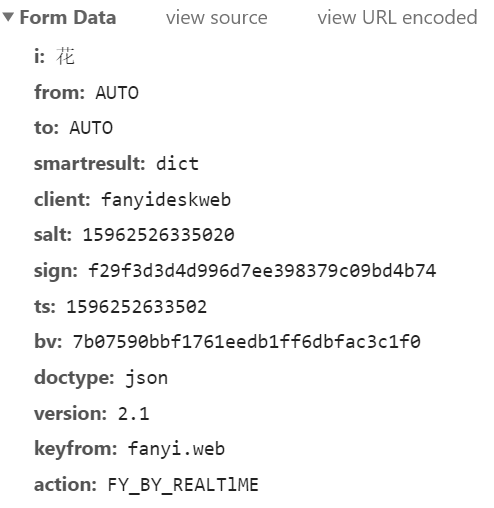 Form Data view source view URL encoded
i: 花
from: AUTO
to: AUTO
smartresult: dict
client: fanyideskweb
salt: 15962526335020
sign: f29f3d3d4d996d7ee398379c09bd4b74
ts: 1596252633502
bv: 7b07590bbf1761eedb1ff6dbfac3c1f0
doctype: json
version: 2.1
keyfrom: fanyi.web
action: FY_BY_REALTlME